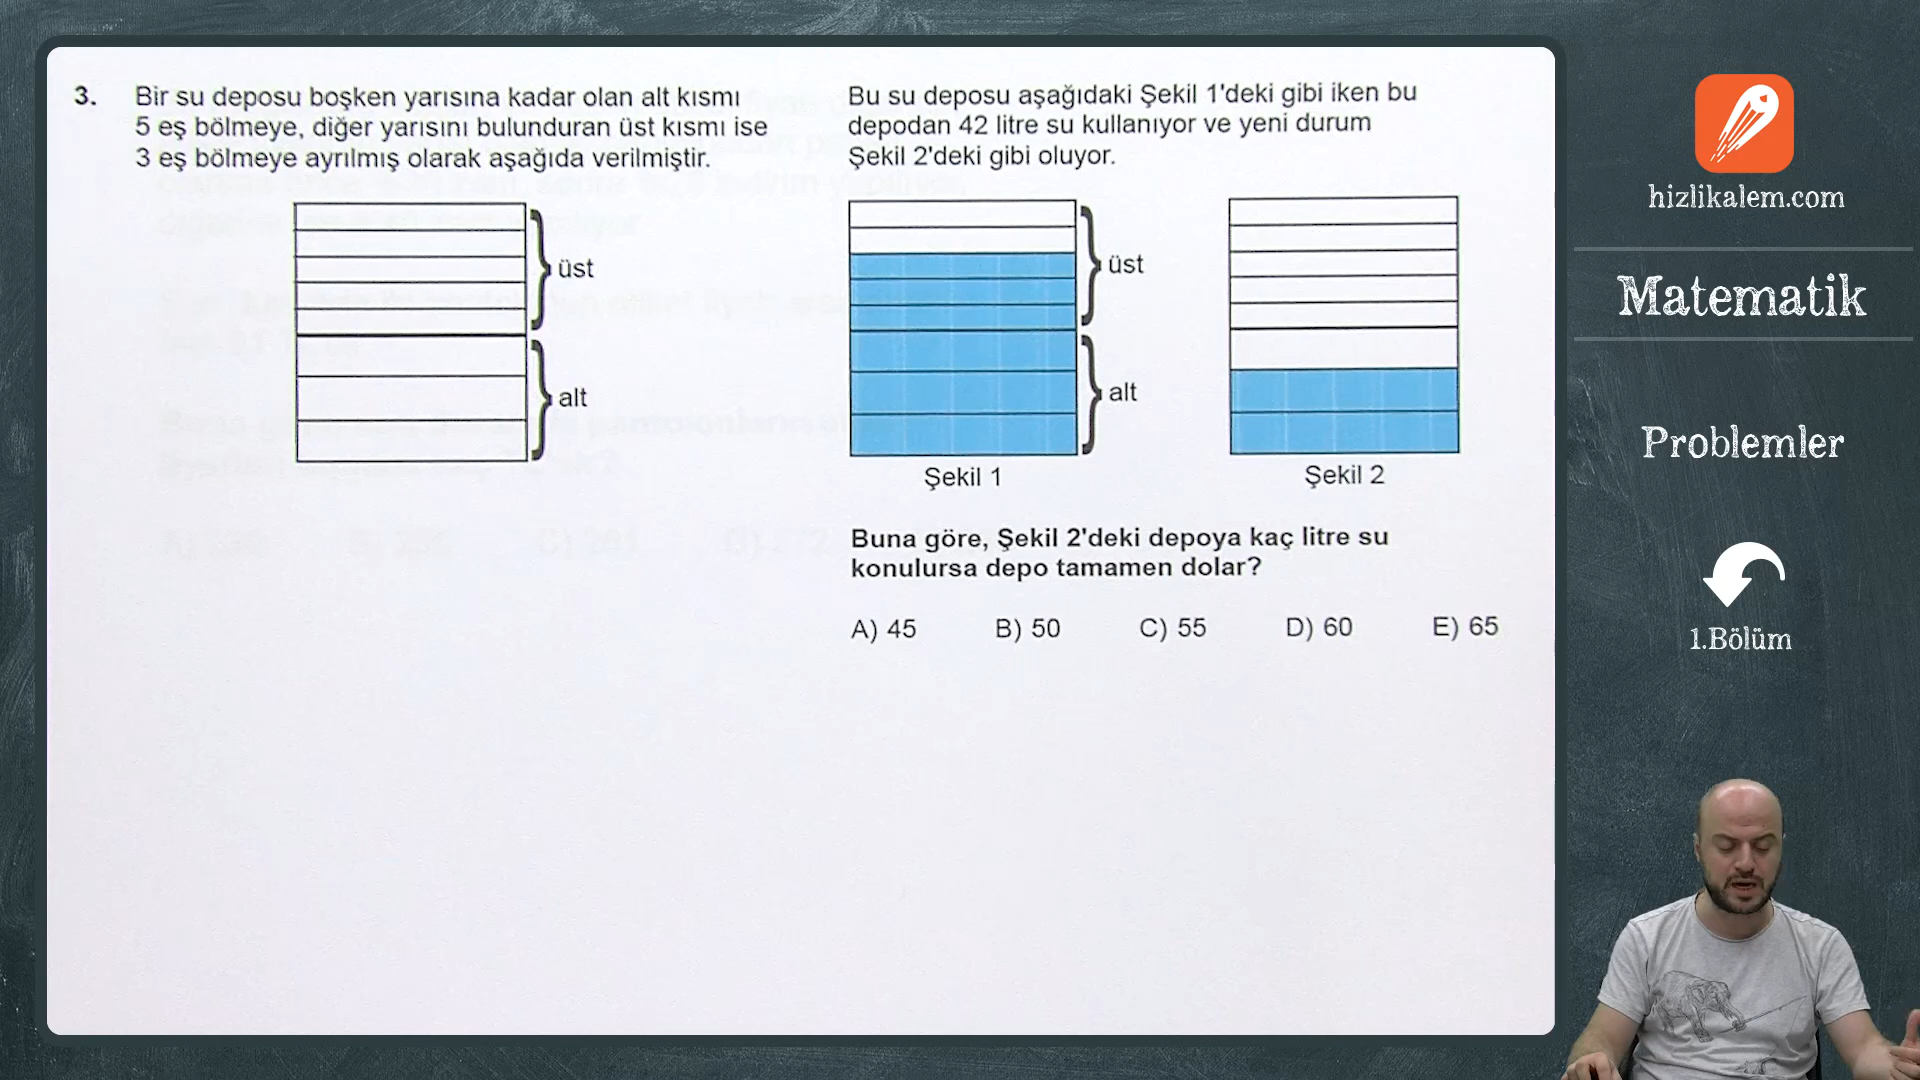 3. Bir su deposu boşken yarısına kadar olan alt kısmı
5 eş bölmeye, diğer yarısını bulunduran üst kısmı ise
3 eş bölmeye ayrılmış olarak aşağıda verilmiştir.
üst
alt
Bu su deposu aşağıdaki Şekil 1'deki gibi iken bu
depodan 42 litre su kullanıyor ve yeni durum
Şekil 2'deki gibi oluyor.
üst
alt
Şekil 1
Şekil 2
Buna göre, Şekil 2'deki depoya kaç litre su
konulursa depo tamamen dolar?
A) 45 B) 50 C) 55 D) 60 E) 65
hizlikalem.com
Matematik
Problemler
1.Bölüm